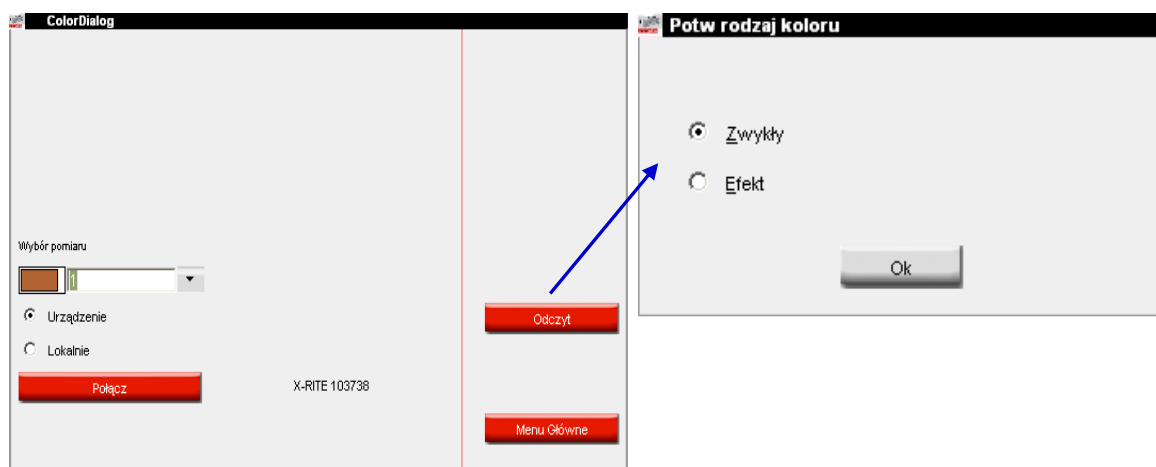 ColorDialog
Wybór pomiaru
1
Urządzenie
Lokalnie
Połącz
X-RITE 103738
Odczyt
Menu Główne
Potw rodzaj koloru
Zwykły
Efekt
Ok